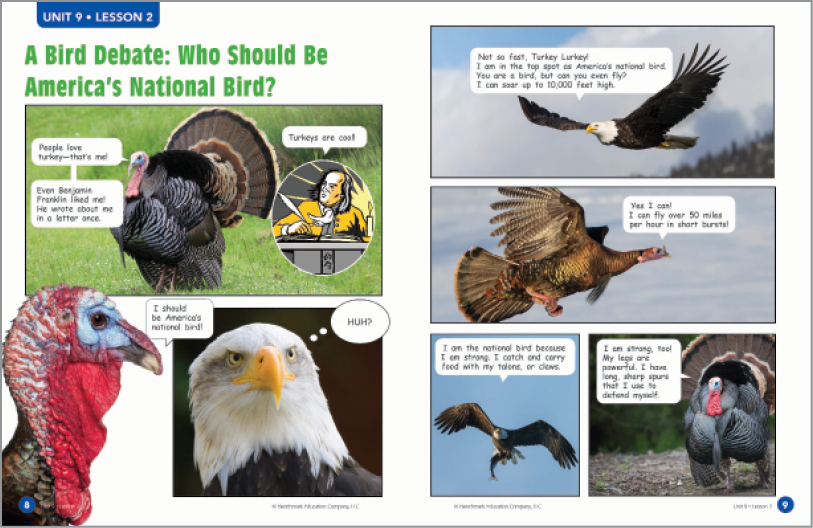 UNIT 9 • LESSON 2
A Bird Debate: Who Should Be
America's National Bird?
People love
turkey—that's me!
Even Benjamin
Franklin liked me!
He wrote about me
in a letter once.
Turkeys are cool!
I should
be America's
national bird!
HUH?
8
© Benchmark Education Company, LLC
Not so fast, Turkey Lurkey!
I am in the top spot as America's national bird.
You are a bird, but can you even fly?
I can soar up to 10,000 feet high.
Yes I can!
I can fly over 50 miles
per hour in short bursts!
I am the national bird because
I am strong. I catch and carry
food with my talons, or claws.
I am strong, too!
My legs are
powerful. I have
long, sharp spurs
that I use to
defend myself.
© Benchmark Education Company, LLC
Unit 9 • Lesson 2
9